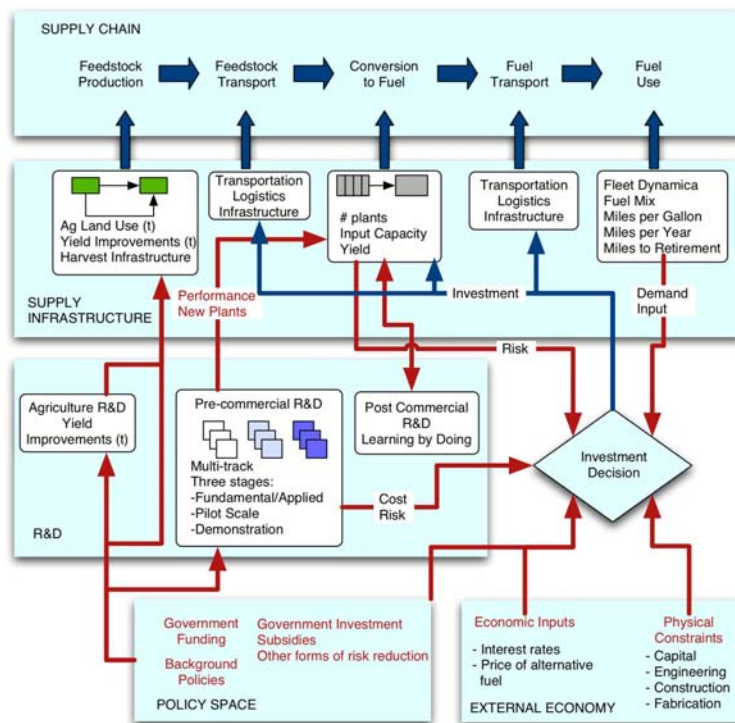 SUPPLY CHAIN
Feedstock
Production
Feedstock
Transport
Conversion
to Fuel
Fuel
Transport
Fuel
Use
Ag Land Use (t)
Yield Improvements (t)
Harvest Infrastructure
Transportation
Logistics
Infrastructure
# plants
Input Capacity
Yield
Transportation
Logistics
Infrastructure
Fleet Dynamica
Fuel Mix
Miles per Gallon
Miles per Year
Miles to Retirement
SUPPLY
INFRASTRUCTURE
Performance
New Plants
Investment
Demand
Input
Risk
Agriculture R&D
Yield
Improvements (t)
Pre-commercial R&D
Multi-track
Three stages:
-Fundamental/Applied
-Pilot Scale
-Demonstration
Post Commercial
R&D
Learning by Doing
Investment
Decision
Cost
Risk
R&D
Government
Funding
Background
Policies
Government Investment
Subsidies
Other forms of risk reduction
POLICY SPACE
Economic Inputs
- Interest rates
- Price of alternative
fuel
Physical
Constraints
- Capital
- Engineering
- Construction
- Fabrication
EXTERNAL ECONOMY